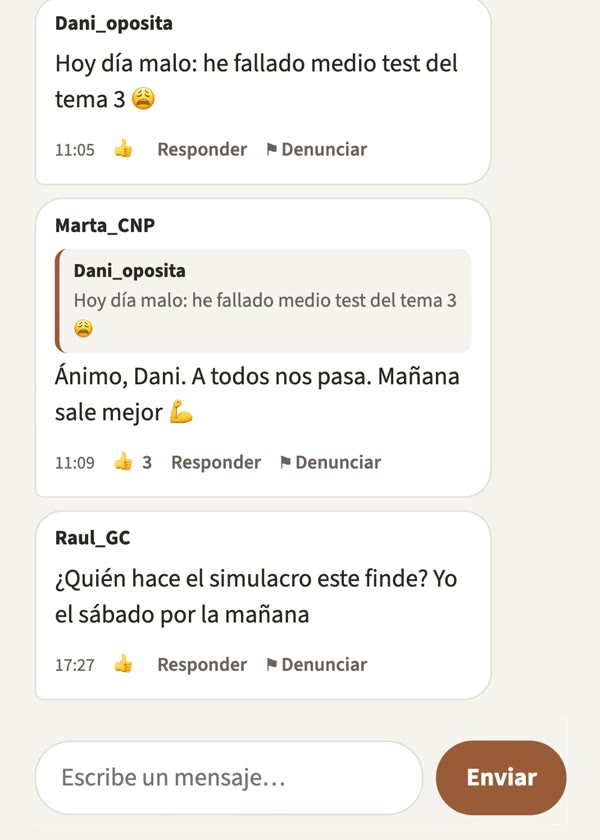 Dani_oposita
Hoy día malo: he fallado medio test del
tema 3 😩
11:05 👍 Responder ⚑ Denunciar
Marta_CNP
Dani_oposita
Hoy día malo: he fallado medio test del tema 3
😩
Ánimo, Dani. A todos nos pasa. Mañana
sale mejor 💪
11:09 👍 3 Responder ⚑ Denunciar
Raul_GC
¿Quién hace el simulacro este finde? Yo
el sábado por la mañana
17:27 👍 Responder ⚑ Denunciar
Escribe un mensaje… Enviar